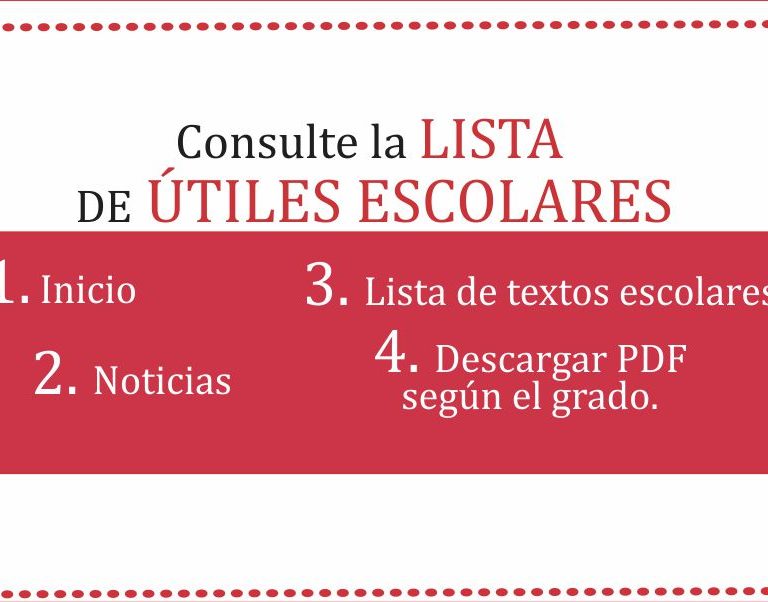 Consulte la LISTA
DE ÚTILES ESCOLARES
1. Inicio
2. Noticias
3. Lista de textos escolares
4. Descargar PDF
según el grado.